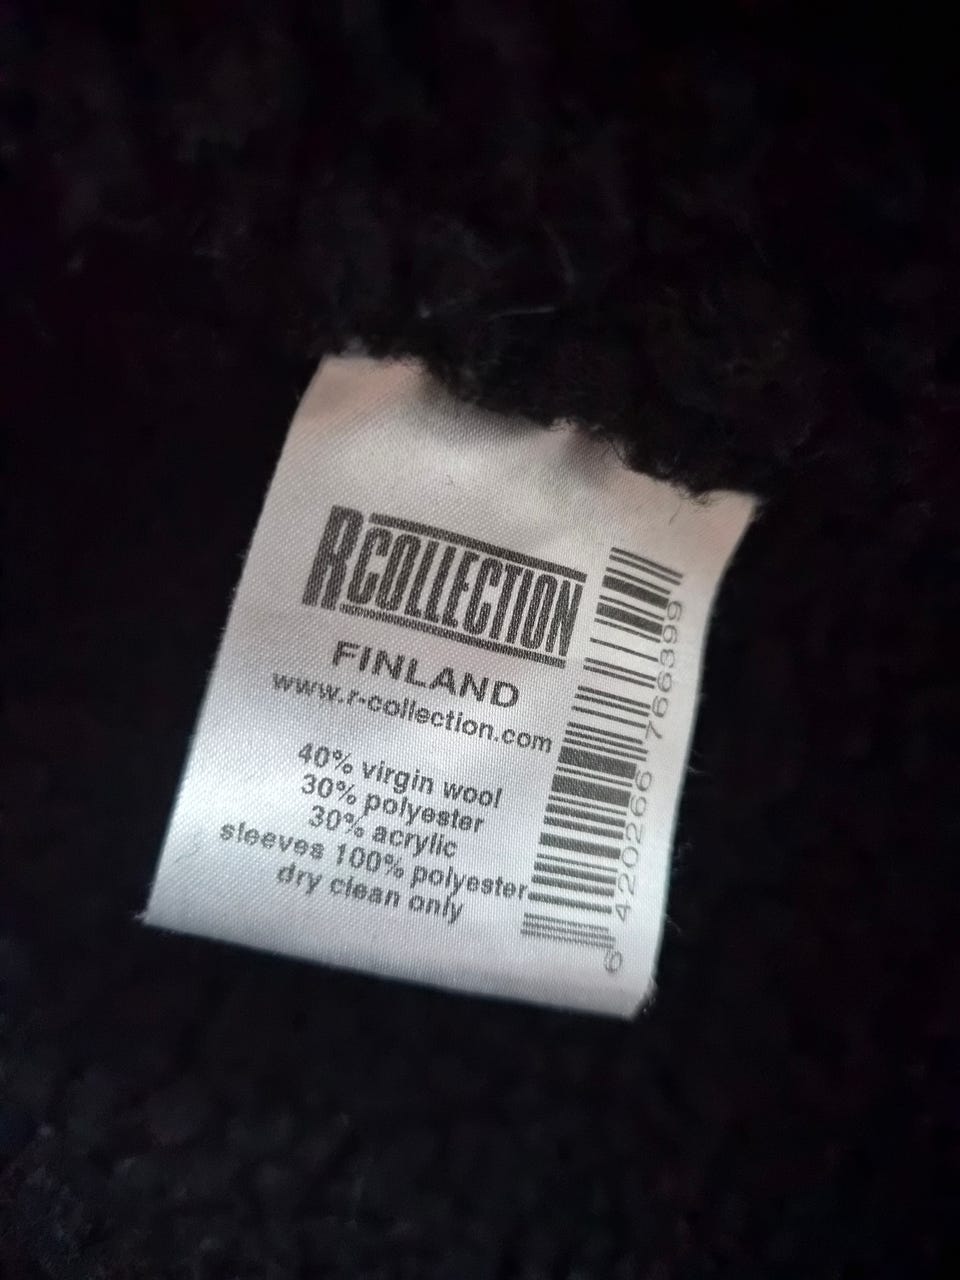 RCOLLECTION
FINLAND
www.r-collection.com
40% virgin wool
30% polyester
30% acrylic
sleeves 100% polyester
dry clean only
6 420266 766399